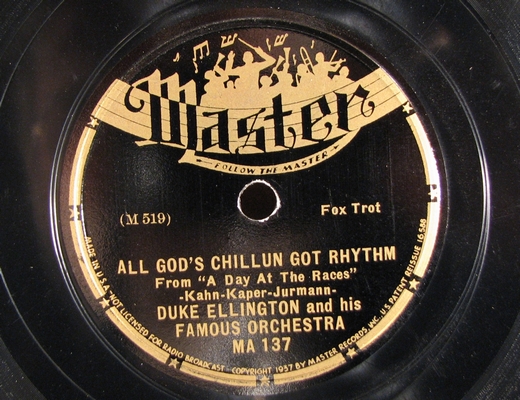 Master
FOLLOW THE MASTER
(M 519)
Fox Trot
ALL GOD'S CHILLUN GOT RHYTHM
From "A Day At The Races"
-Kahn-Kaper-Jurmann-
DUKE ELLINGTON and his
FAMOUS ORCHESTRA
MA 137
MADE IN U.S.A. NOT LICENSED FOR RADIO BROADCAST COPYRIGHT 1937 BY MASTER RECORDS, INC. U.S. PATENT REISSUE 16588